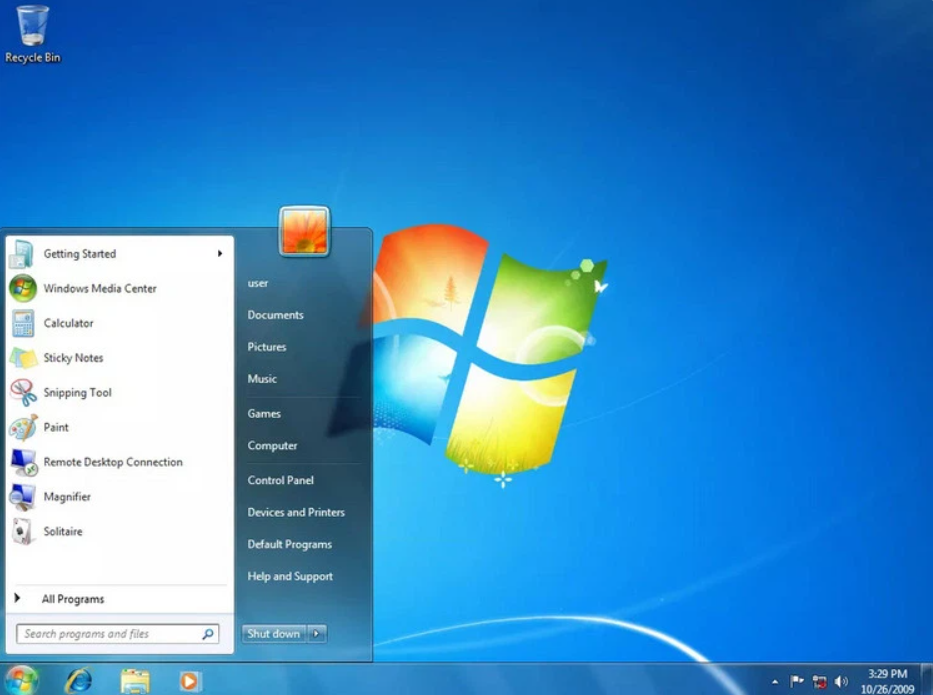 Recycle Bin
Getting Started
Windows Media Center
Calculator
Sticky Notes
Snipping Tool
Paint
Remote Desktop Connection
Magnifier
Solitaire
All Programs
Search programs and files
user
Documents
Pictures
Music
Games
Computer
Control Panel
Devices and Printers
Default Programs
Help and Support
Shut down
3:29 PM
10/26/2009